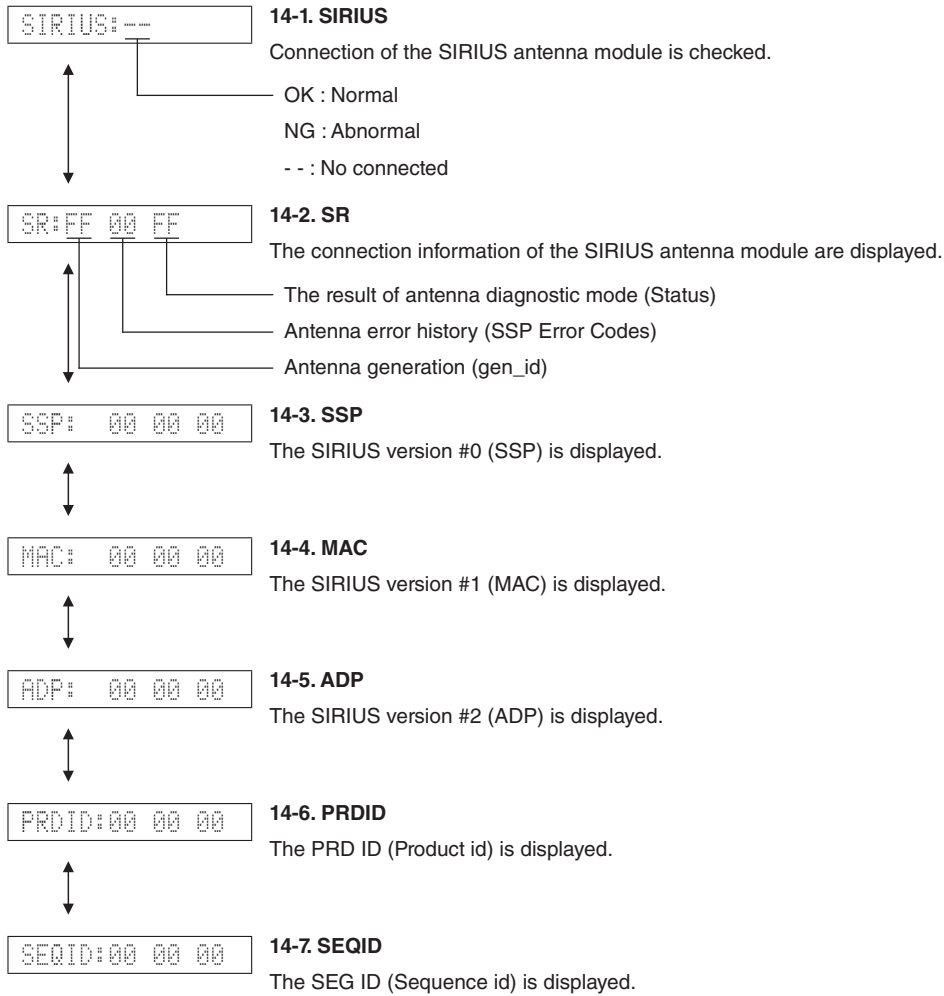 SIRIUS:--
14-1. SIRIUS
Connection of the SIRIUS antenna module is checked.
OK : Normal
NG : Abnormal
- - : No connected
SR:FF 00 FF
14-2. SR
The connection information of the SIRIUS antenna module are displayed.
The result of antenna diagnostic mode (Status)
Antenna error history (SSP Error Codes)
Antenna generation (gen_id)
SSP: 00 00 00
14-3. SSP
The SIRIUS version #0 (SSP) is displayed.
MAC: 00 00 00
14-4. MAC
The SIRIUS version #1 (MAC) is displayed.
ADP: 00 00 00
14-5. ADP
The SIRIUS version #2 (ADP) is displayed.
PRDID:00 00 00
14-6. PRDID
The PRD ID (Product id) is displayed.
SEQID:00 00 00
14-7. SEQID
The SEG ID (Sequence id) is displayed.